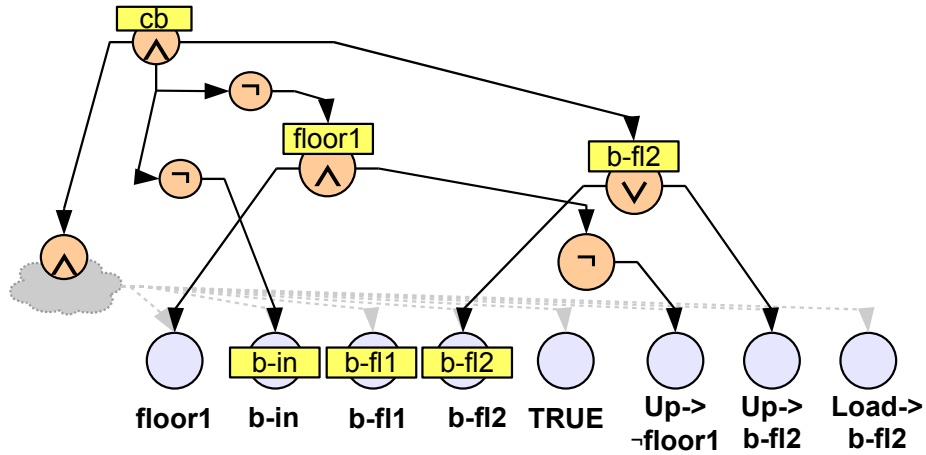 cb
∧
¬
floor1
∧
b-fl2
∨
¬
∧
¬
b-in
b-fl1
b-fl2
floor1
b-in
b-fl1
b-fl2
TRUE
Up->
¬floor1
Up->
b-fl2
Load->
b-fl2